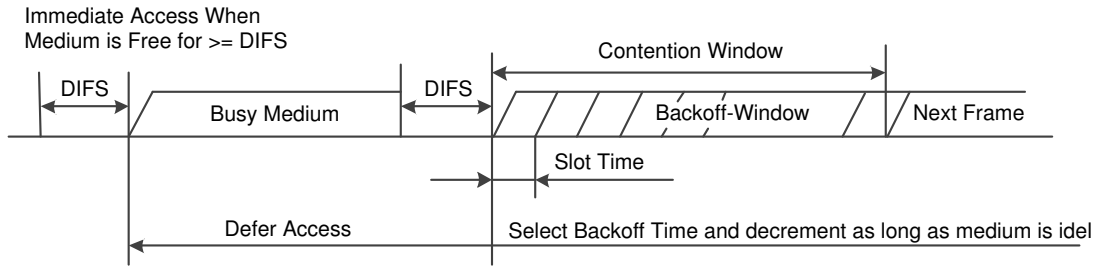 Immediate Access When
Medium is Free for >= DIFS
Contention Window
DIFS
DIFS
Busy Medium
Backoff-Window
Next Frame
Slot Time
Defer Access
Select Backoff Time and decrement as long as medium is idel